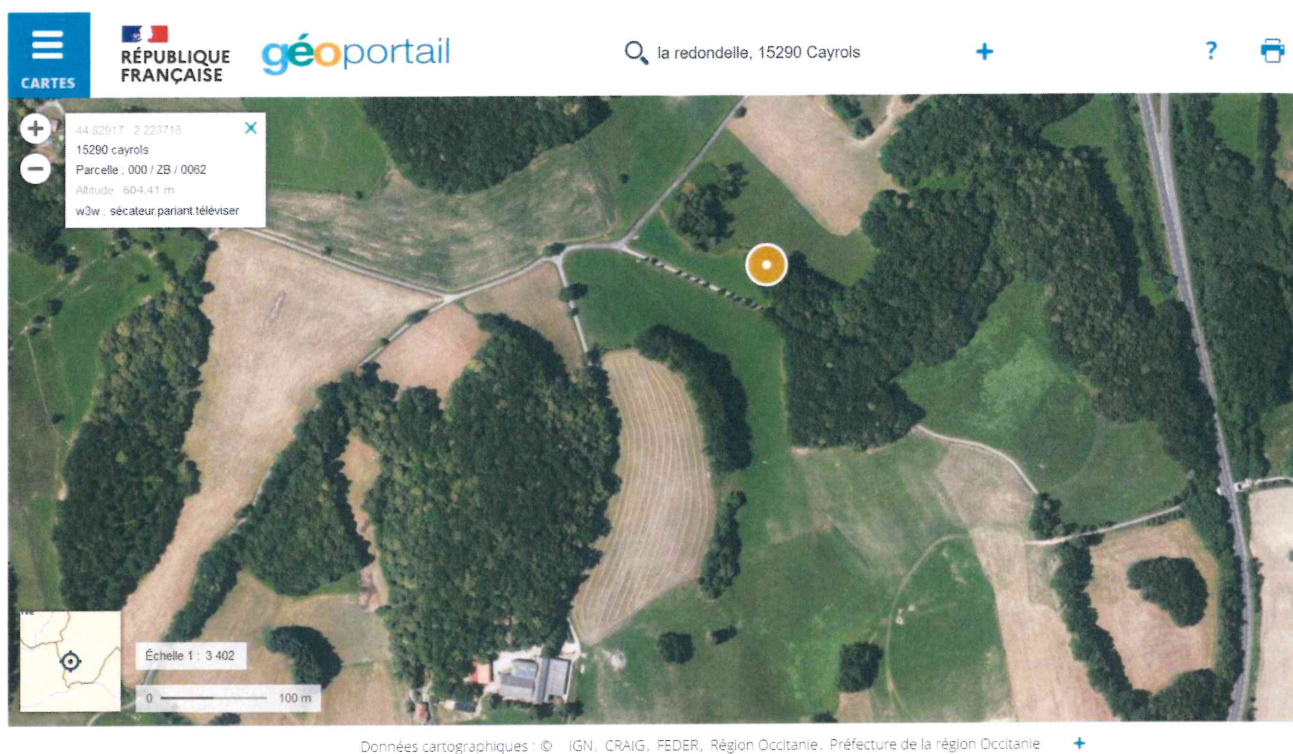 CARTES
RÉPUBLIQUE
FRANÇAISE
géoportail
la redondelle, 15290 Cayrols
?
44.82917 2.223716
15290 cayrols
Parcelle : 000 / ZB / 0062
Altitude : 604.41 m
w3w : sécateur.pariant.téléviser
Échelle 1 : 3 402
0 100 m
Données cartographiques : © IGN, CRAIG, FEDER, Région Occitanie, Préfecture de la région Occitanie